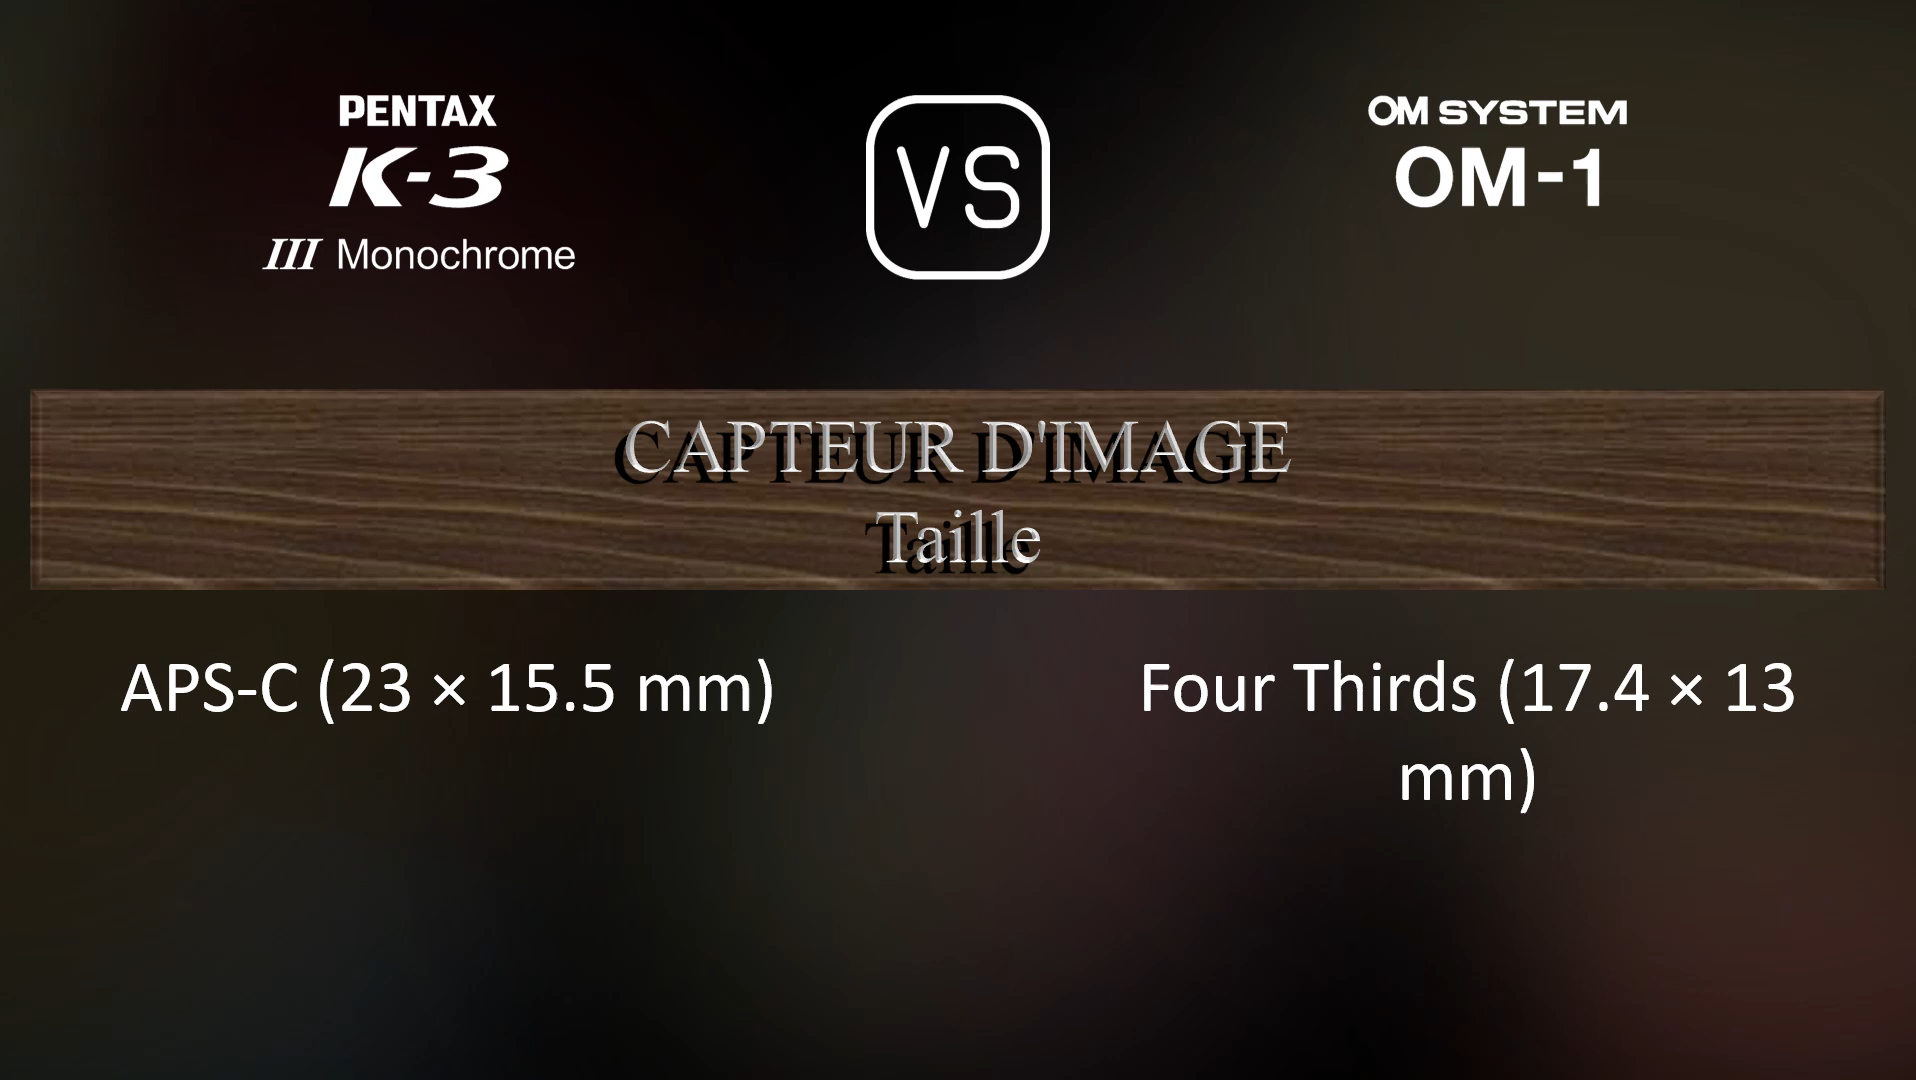 PENTAX
K-3
III Monochrome
VS
OM SYSTEM
OM-1
CAPTEUR D'IMAGE
Taille
APS-C (23 × 15.5 mm)
Four Thirds (17.4 × 13
mm)